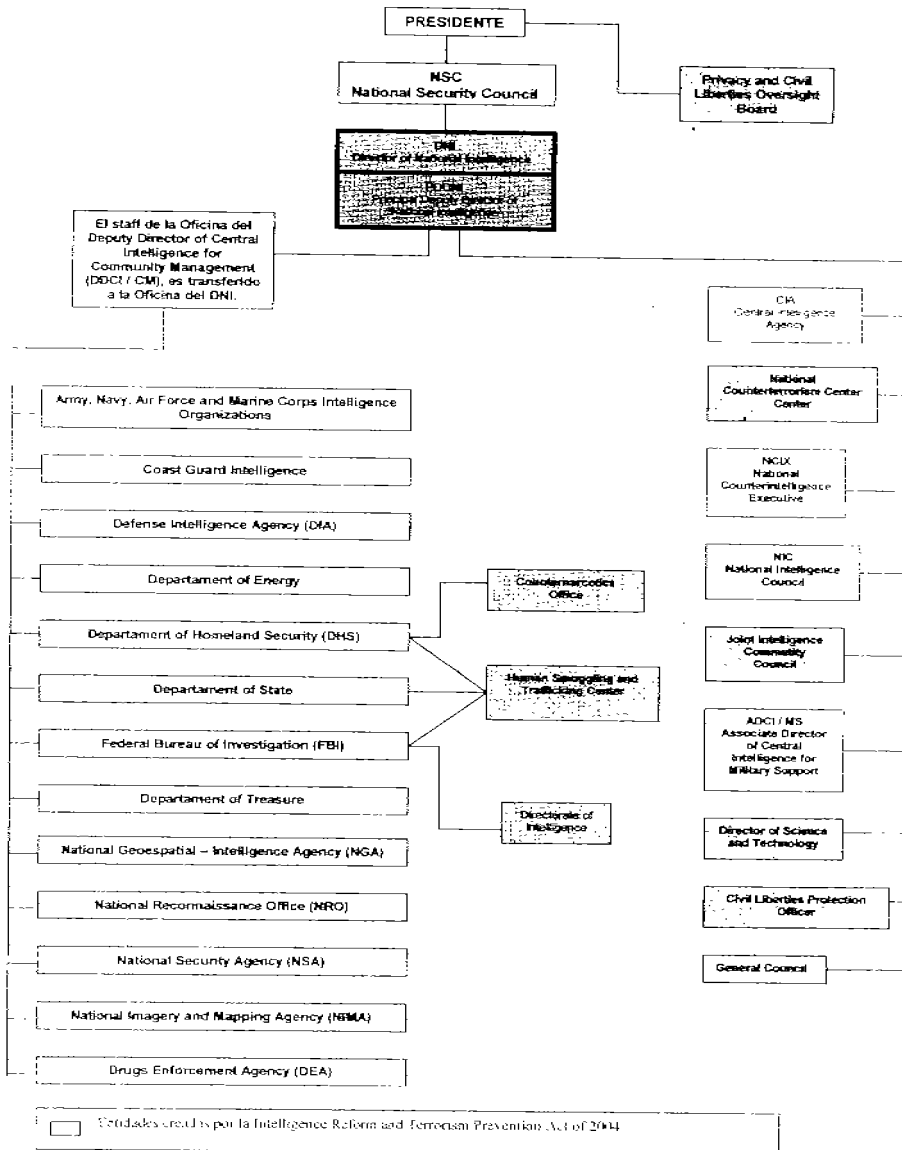 PRESIDENTE
NSC
National Security Council
Privacy and Civil
Liberties Oversight
Board
DNI
Director of National Intelligence
PDDNI
Principal Deputy Director of
National Intelligence
El staff de la Oficina del
Deputy Director of Central
Intelligence for
Community Management
(DDCI / CM), es transferido
a la Oficina del DNI.
CIA
Central Intelligence
Agency
National
Counterterrorism Center
Center
NCIX
National
Counterintelligence
Executive
NIC
National Intelligence
Council
Joint Intelligence
Community
Council
ADCI / MS
Associate Director
of Central
Intelligence for
Military Support
Director of Science
and Technology
Civil Liberties Protection
Officer
General Council
Army, Navy, Air Force and Marine Corps Intelligence
Organizations
Coast Guard Intelligence
Defense Intelligence Agency (DIA)
Departament of Energy
Departament of Homeland Security (DHS)
Departament of State
Federal Bureau of Investigation (FBI)
Departament of Treasure
National Geoespatial – Intelligence Agency (NGA)
National Reconnaissance Office (NRO)
National Security Agency (NSA)
National Imagery and Mapping Agency (NIMA)
Drugs Enforcement Agency (DEA)
Counternarcotics
Office
Human Smuggling and
Trafficking Center
Directorate of
Intelligence
Entidades creadas por la Intelligence Reform and Terrorism Prevention Act of 2004